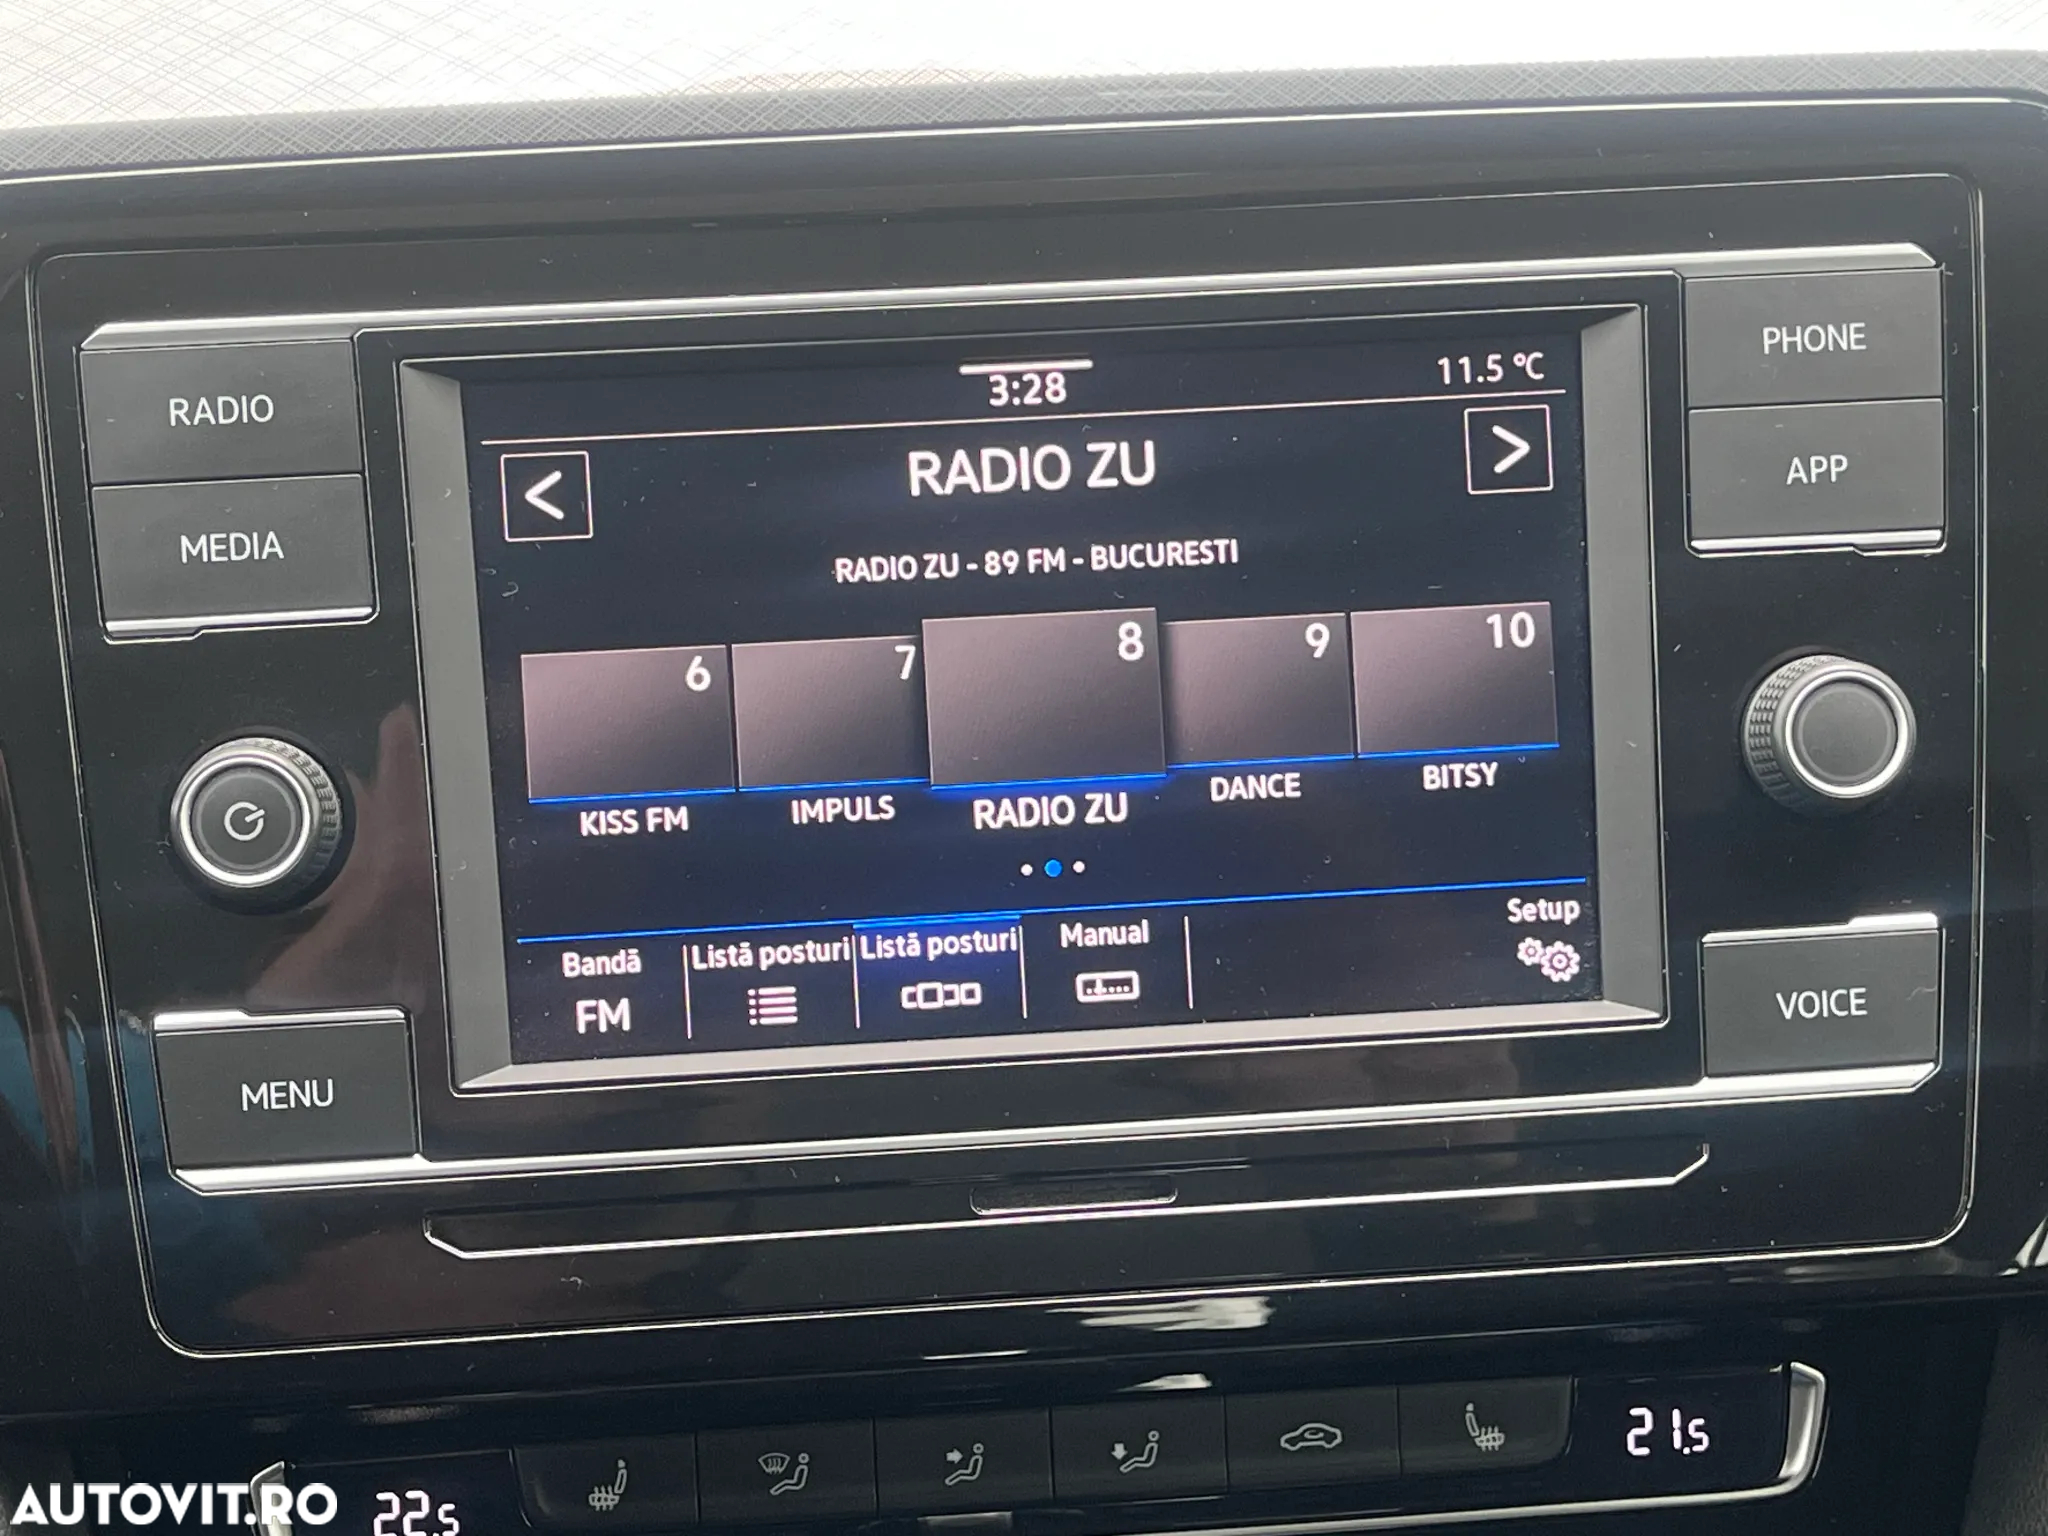 3:28
11.5 °C
PHONE
RADIO
<
RADIO ZU
>
APP
MEDIA
RADIO ZU - 89 FM - BUCURESTI
6
7
8
9
10
KISS FM
IMPULS
RADIO ZU
DANCE
BITSY
Bandă
Listă posturi
Listă posturi
Manual
Setup
FM
MENU
VOICE
22.5
21.5
AUTOVIT.RO